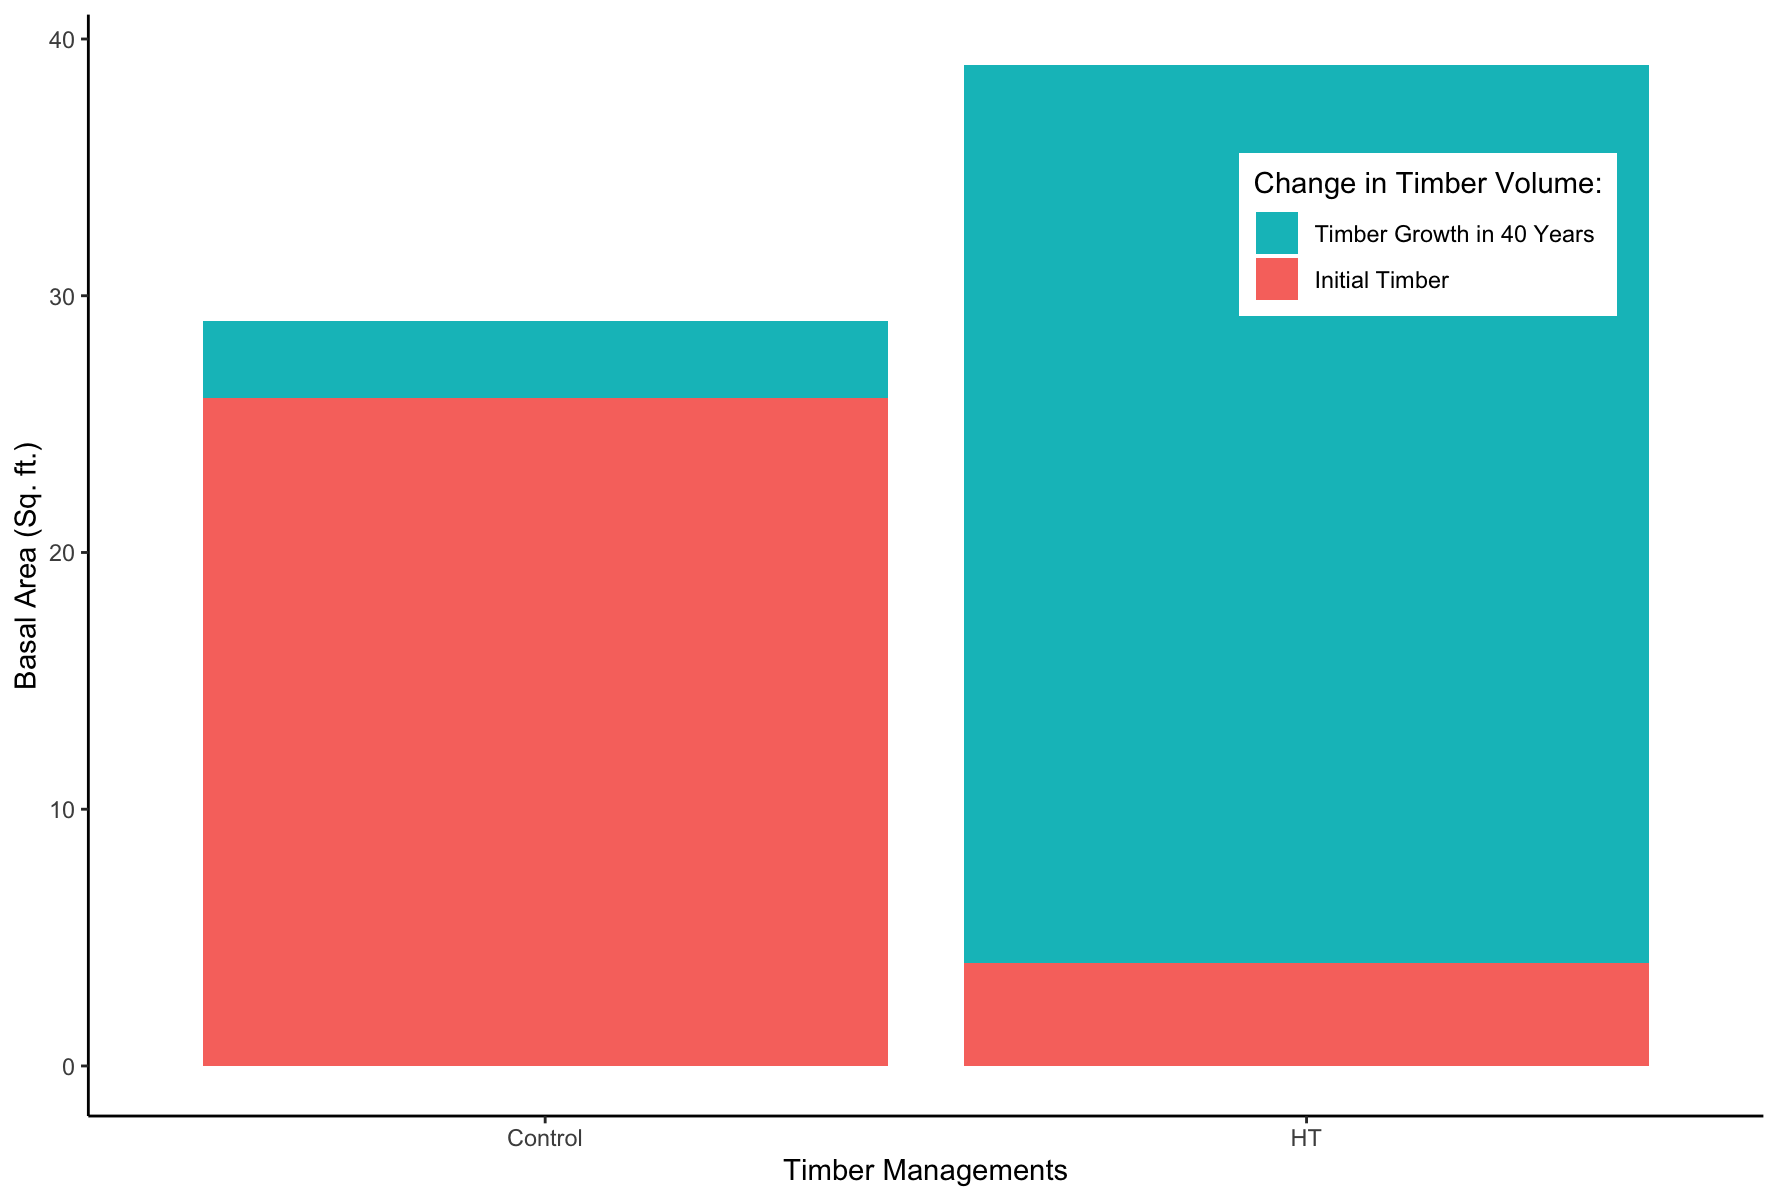 40
30
20
10
0
Basal Area (Sq. ft.)
Change in Timber Volume:
Timber Growth in 40 Years
Initial Timber
Control
HT
Timber Managements